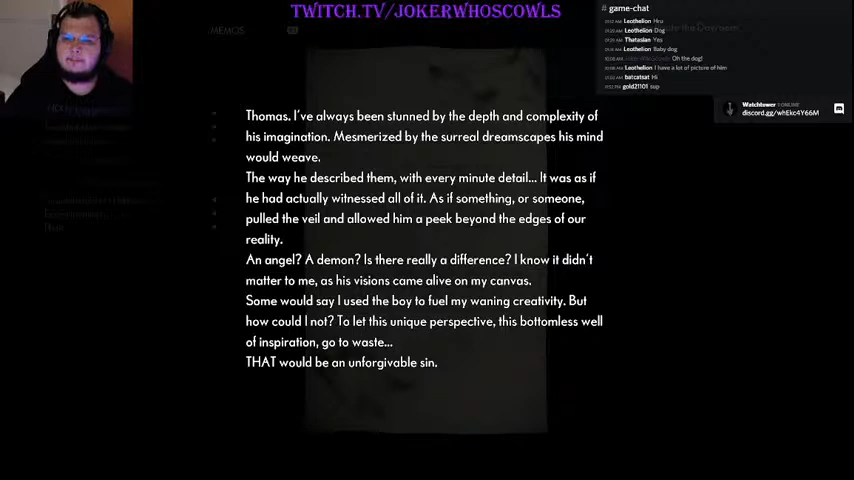 TWITCH.TV/JOKERWHOSCOWLS
# game-chat
Leothelion Hru
Leothelion Dog
Thatasian Yas
Leothelion Baby dog
Oh the dog!
Leothelion I have a lot of picture of him
batcatsat Hi
gold21101 sup
Watchtower
discord.gg/whEkc4Y66M
MEMOS
Thomas. I've always been stunned by the depth and complexity of
his imagination. Mesmerized by the surreal dreamscapes his mind
would weave.
The way he described them, with every minute detail... It was as if
he had actually witnessed all of it. As if something, or someone,
pulled the veil and allowed him a peek beyond the edges of our
reality.
An angel? A demon? Is there really a difference? I know it didn't
matter to me, as his visions came alive on my canvas.
Some would say I used the boy to fuel my waning creativity. But
how could I not? To let this unique perspective, this bottomless well
of inspiration, go to waste...
THAT would be an unforgivable sin.